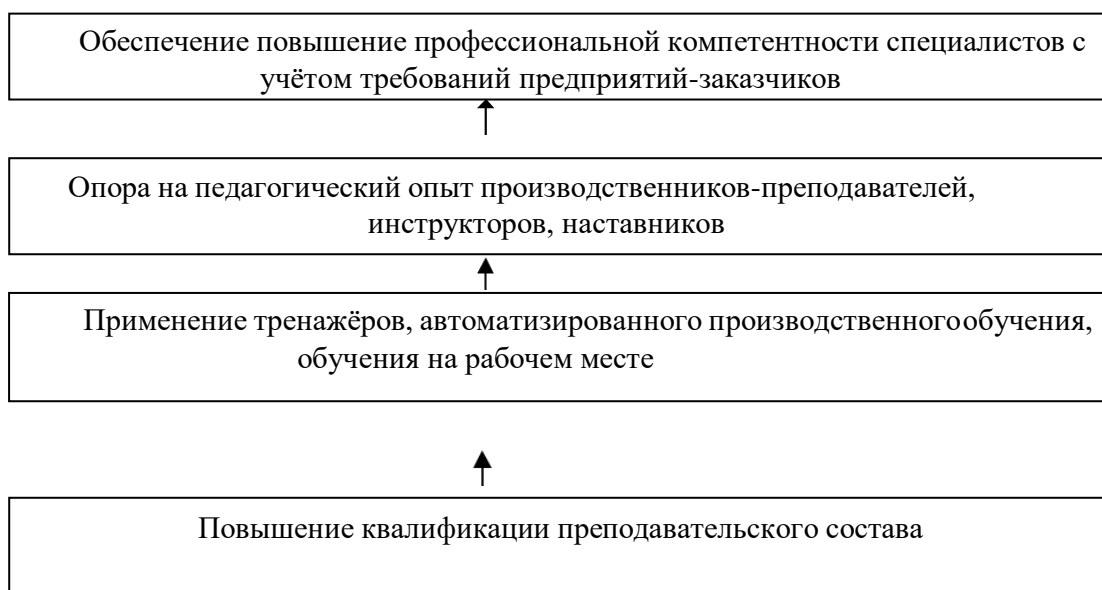 Обеспечение повышение профессиональной компетентности специалистов с
учётом требований предприятий-заказчиков
Опора на педагогический опыт производственников-преподавателей,
инструкторов, наставников
Применение тренажёров, автоматизированного производственногообучения,
обучения на рабочем месте
Повышение квалификации преподавательского состава